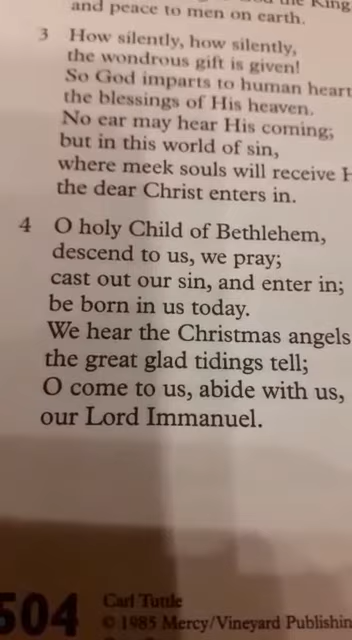 and peace to men on earth.
3 How silently, how silently,
the wondrous gift is given!
So God imparts to human heart
the blessings of His heaven.
No ear may hear His coming;
but in this world of sin,
where meek souls will receive H
the dear Christ enters in.
4 O holy Child of Bethlehem,
descend to us, we pray;
cast out our sin, and enter in;
be born in us today.
We hear the Christmas angels
the great glad tidings tell;
O come to us, abide with us,
our Lord Immanuel.
504 Carl Tuttle
© 1985 Mercy/Vineyard Publishin